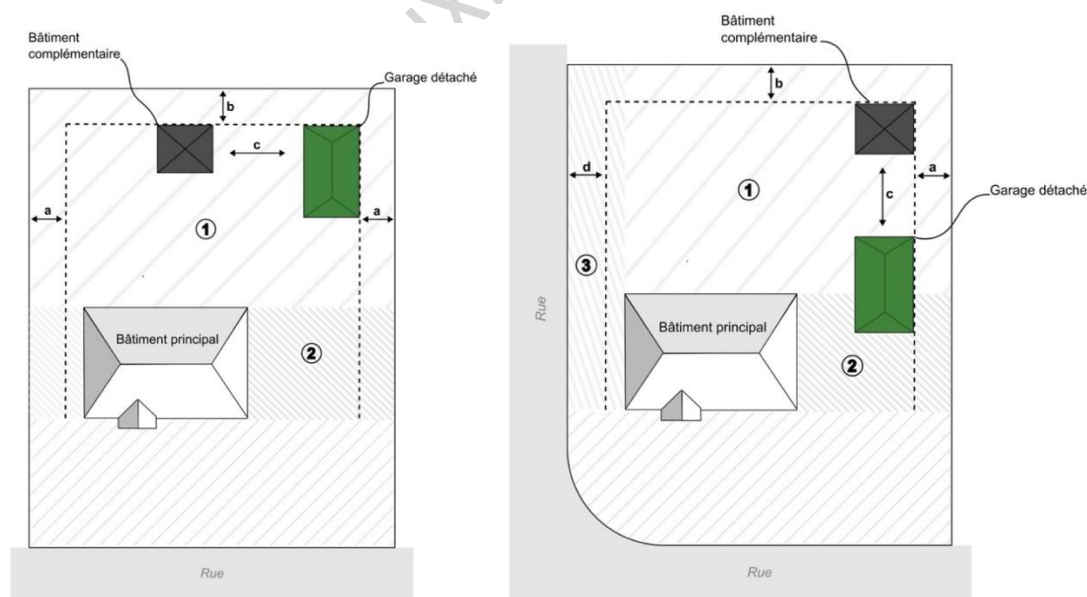 Bâtiment
complémentaire
Garage détaché
b
c
a
a
1
2
Bâtiment principal
Rue
Bâtiment
complémentaire
b
d
a
1
c
Garage détaché
3
Rue
Bâtiment principal
2
Rue